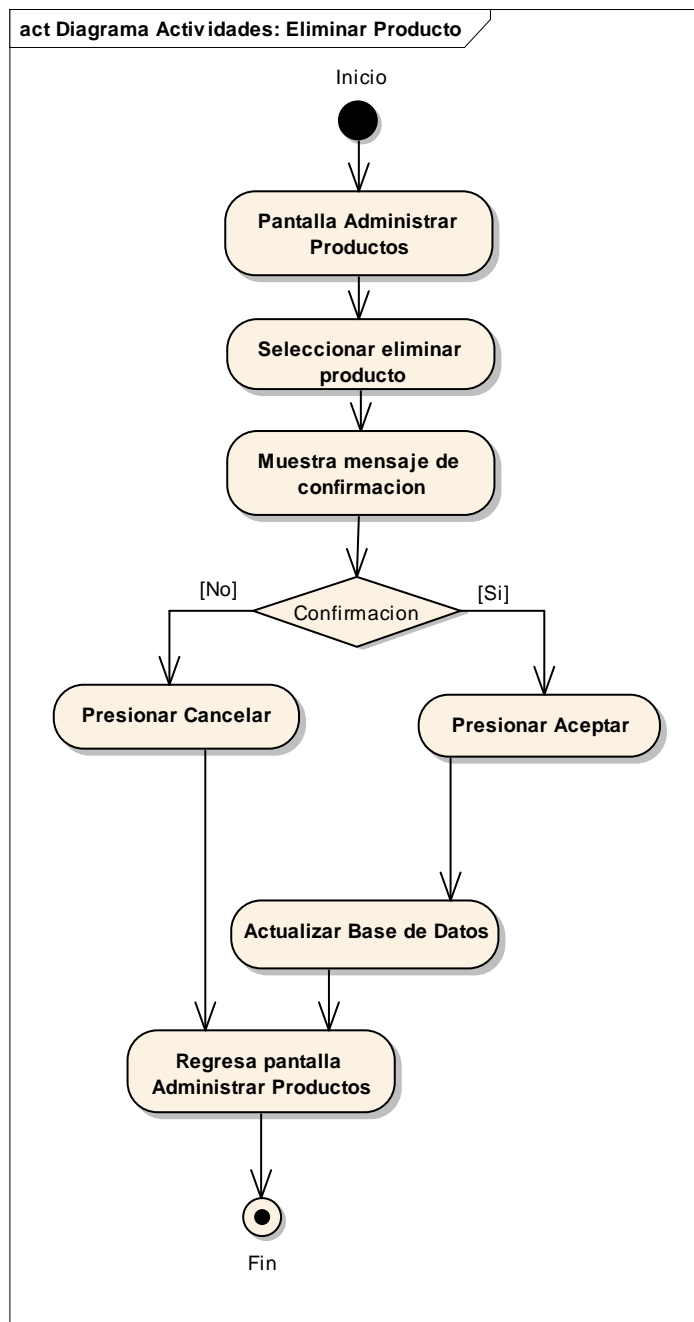 act Diagrama Actividades: Eliminar Producto
Inicio
Pantalla Administrar
Productos
Seleccionar eliminar
producto
Muestra mensaje de
confirmacion
[No]
Confirmacion
[Si]
Presionar Cancelar
Presionar Aceptar
Actualizar Base de Datos
Regresa pantalla
Administrar Productos
Fin